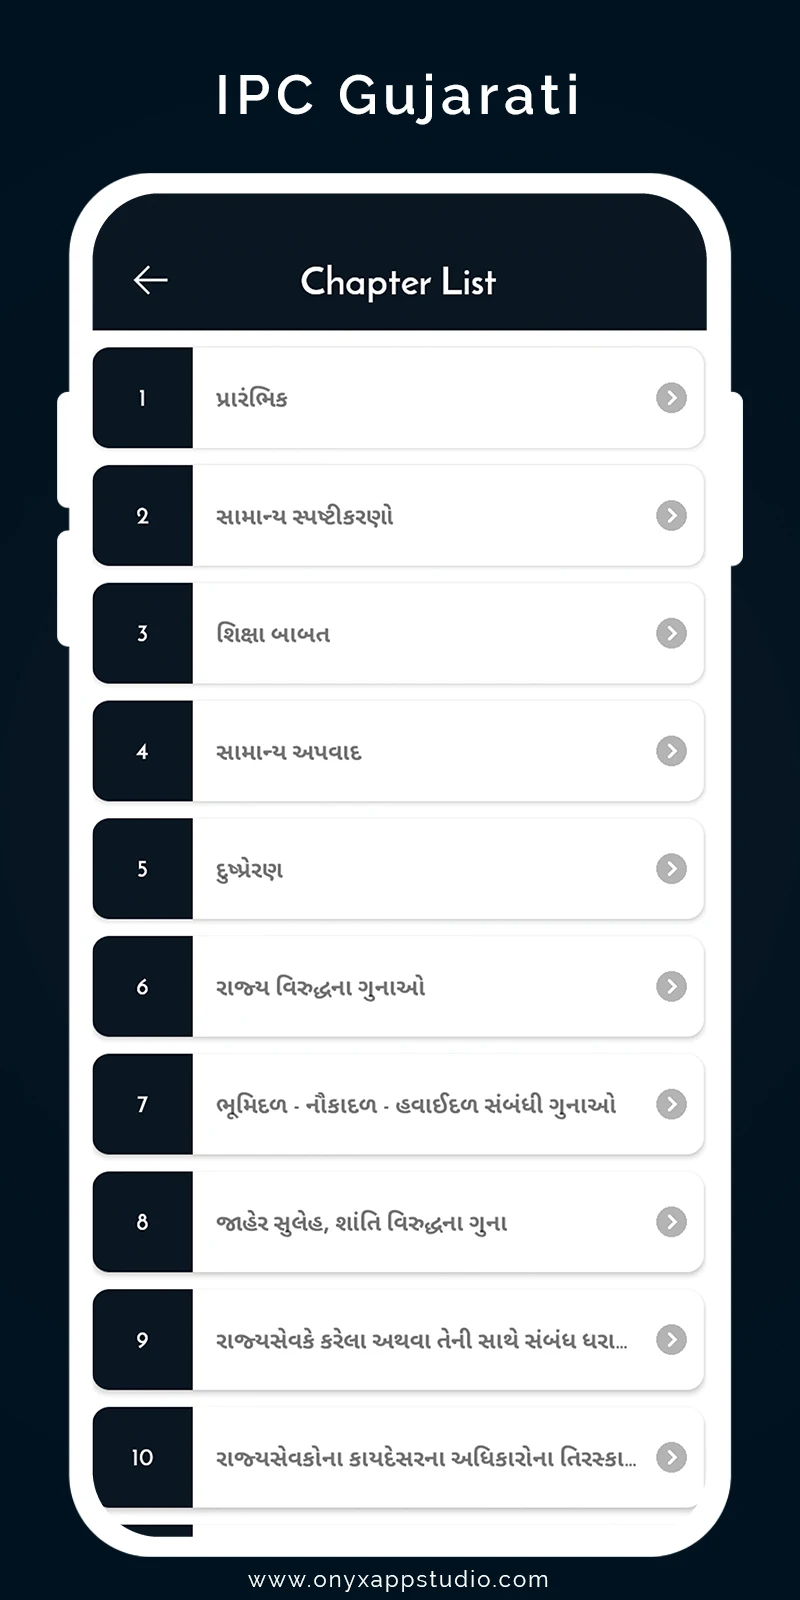 IPC Gujarati
Chapter List
1 પ્રારંભિક
2 સામાન્ય સ્પષ્ટીકરણો
3 શિક્ષા બાબત
4 સામાન્ય અપવાદ
5 દુષ્પ્રેરણ
6 રાજ્ય વિરુદ્ધના ગુનાઓ
7 ભૂમિદળ - નૌકાદળ - હવાઈદળ સંબંધી ગુનાઓ
8 જાહેર સુલેહ, શાંતિ વિરુદ્ધના ગુના
9 રાજ્યસેવકે કરેલા અથવા તેની સાથે સંબંધ ધરા...
10 રાજ્યસેવકોના કાયદેસરના અધિકારોના તિરસ્કા...
www.onyxappstudio.com